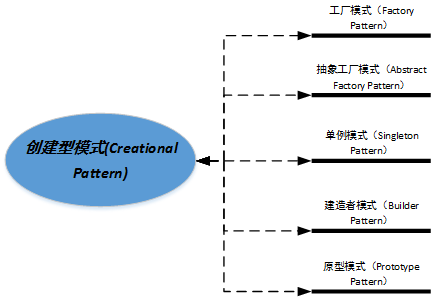 工厂模式（Factory
Pattern）
抽象工厂模式（Abstract
Factory Pattern）
创建型模式(Creational
Pattern)
单例模式（Singleton
Pattern）
建造者模式（Builder
Pattern）
原型模式（Prototype
Pattern）